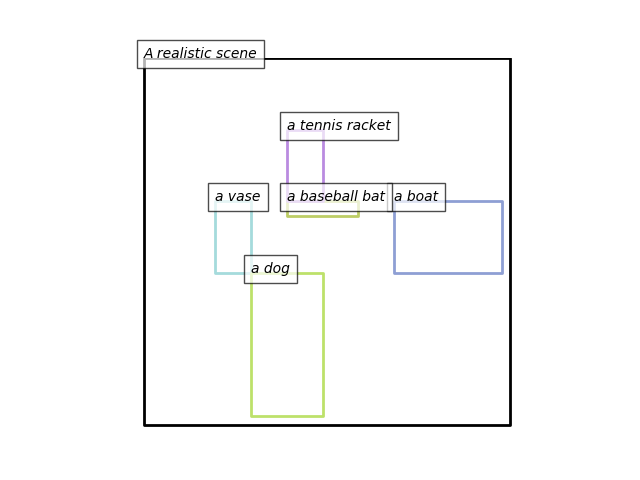 A realistic scene
a tennis racket
a vase
a baseball bat
a boat
a dog